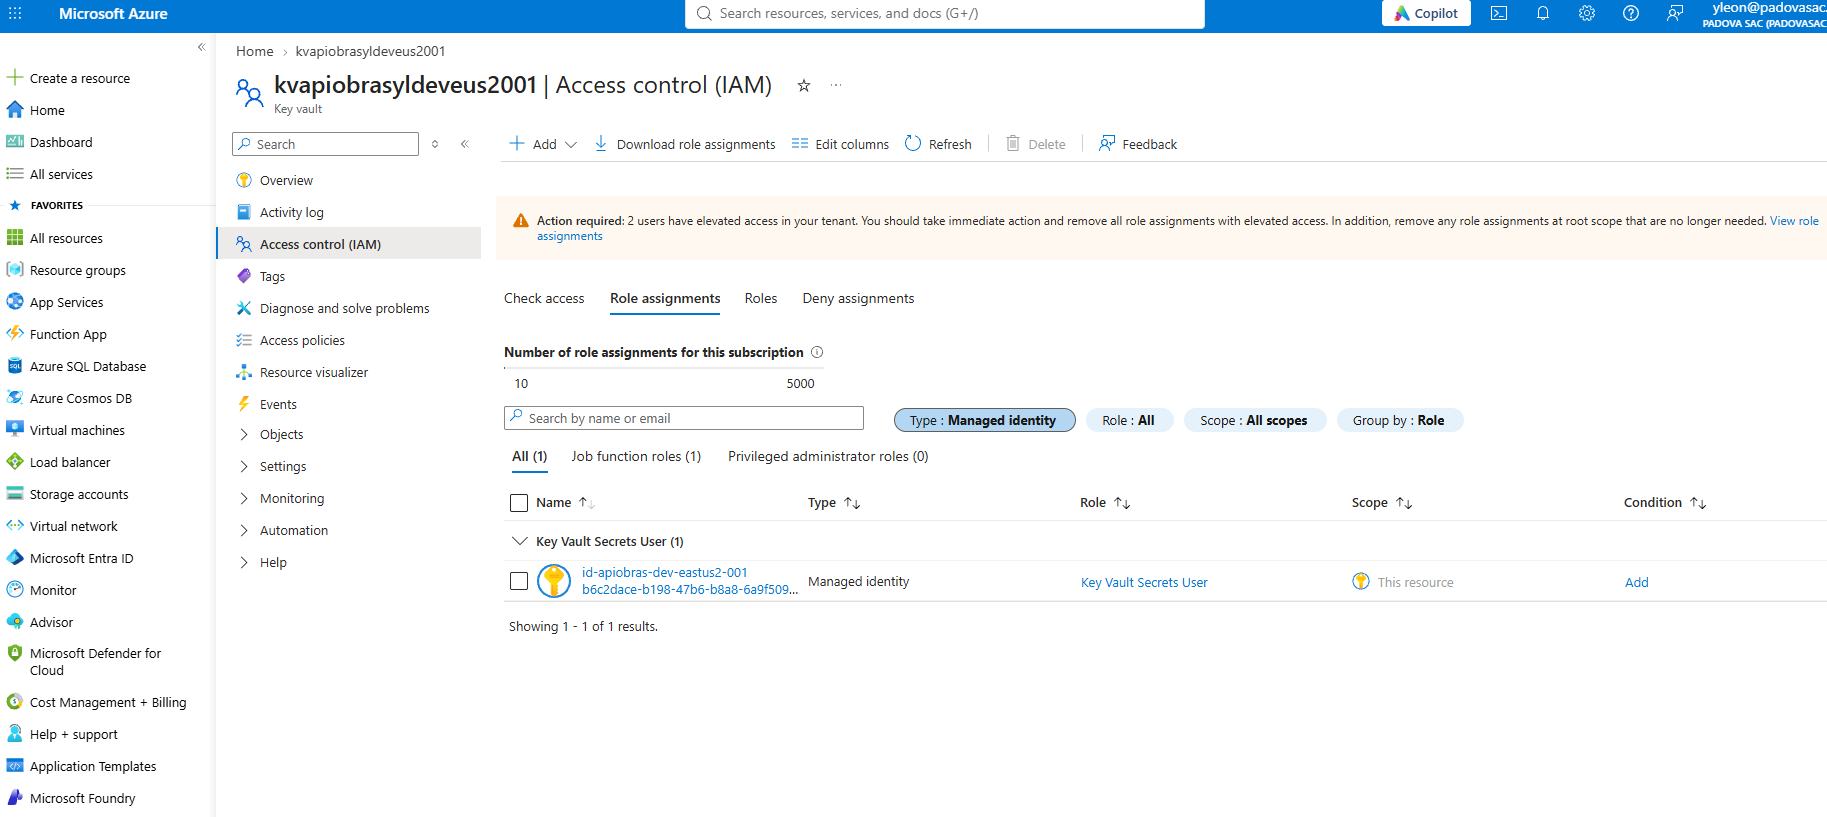 Microsoft Azure
Search resources, services, and docs (G+/)
Copilot
yleon@padovasac.
PADOVA SAC (PADOVASAC
Create a resource
Home
Dashboard
All services
FAVORITES
All resources
Resource groups
App Services
Function App
Azure SQL Database
Azure Cosmos DB
Virtual machines
Load balancer
Storage accounts
Virtual network
Microsoft Entra ID
Monitor
Advisor
Microsoft Defender for
Cloud
Cost Management + Billing
Help + support
Application Templates
Microsoft Foundry
Home > kvapiobrasyldeveus2001
kvapiobrasyldeveus2001 | Access control (IAM)
Key vault
Search
Overview
Activity log
Access control (IAM)
Tags
Diagnose and solve problems
Access policies
Resource visualizer
Events
Objects
Settings
Monitoring
Automation
Help
Add
Download role assignments
Edit columns
Refresh
Delete
Feedback
Action required: 2 users have elevated access in your tenant. You should take immediate action and remove all role assignments with elevated access. In addition, remove any role assignments at root scope that are no longer needed. View role
assignments
Check access Role assignments Roles Deny assignments
Number of role assignments for this subscription
10 5000
Search by name or email
Type : Managed identity
Role : All
Scope : All scopes
Group by : Role
All (1) Job function roles (1) Privileged administrator roles (0)
Name Type Role Scope Condition
Key Vault Secrets User (1)
id-apiobras-dev-eastus2-001
b6c2dace-b198-47b6-b8a8-6a9f509...
Managed identity
Key Vault Secrets User
This resource
Add
Showing 1 - 1 of 1 results.